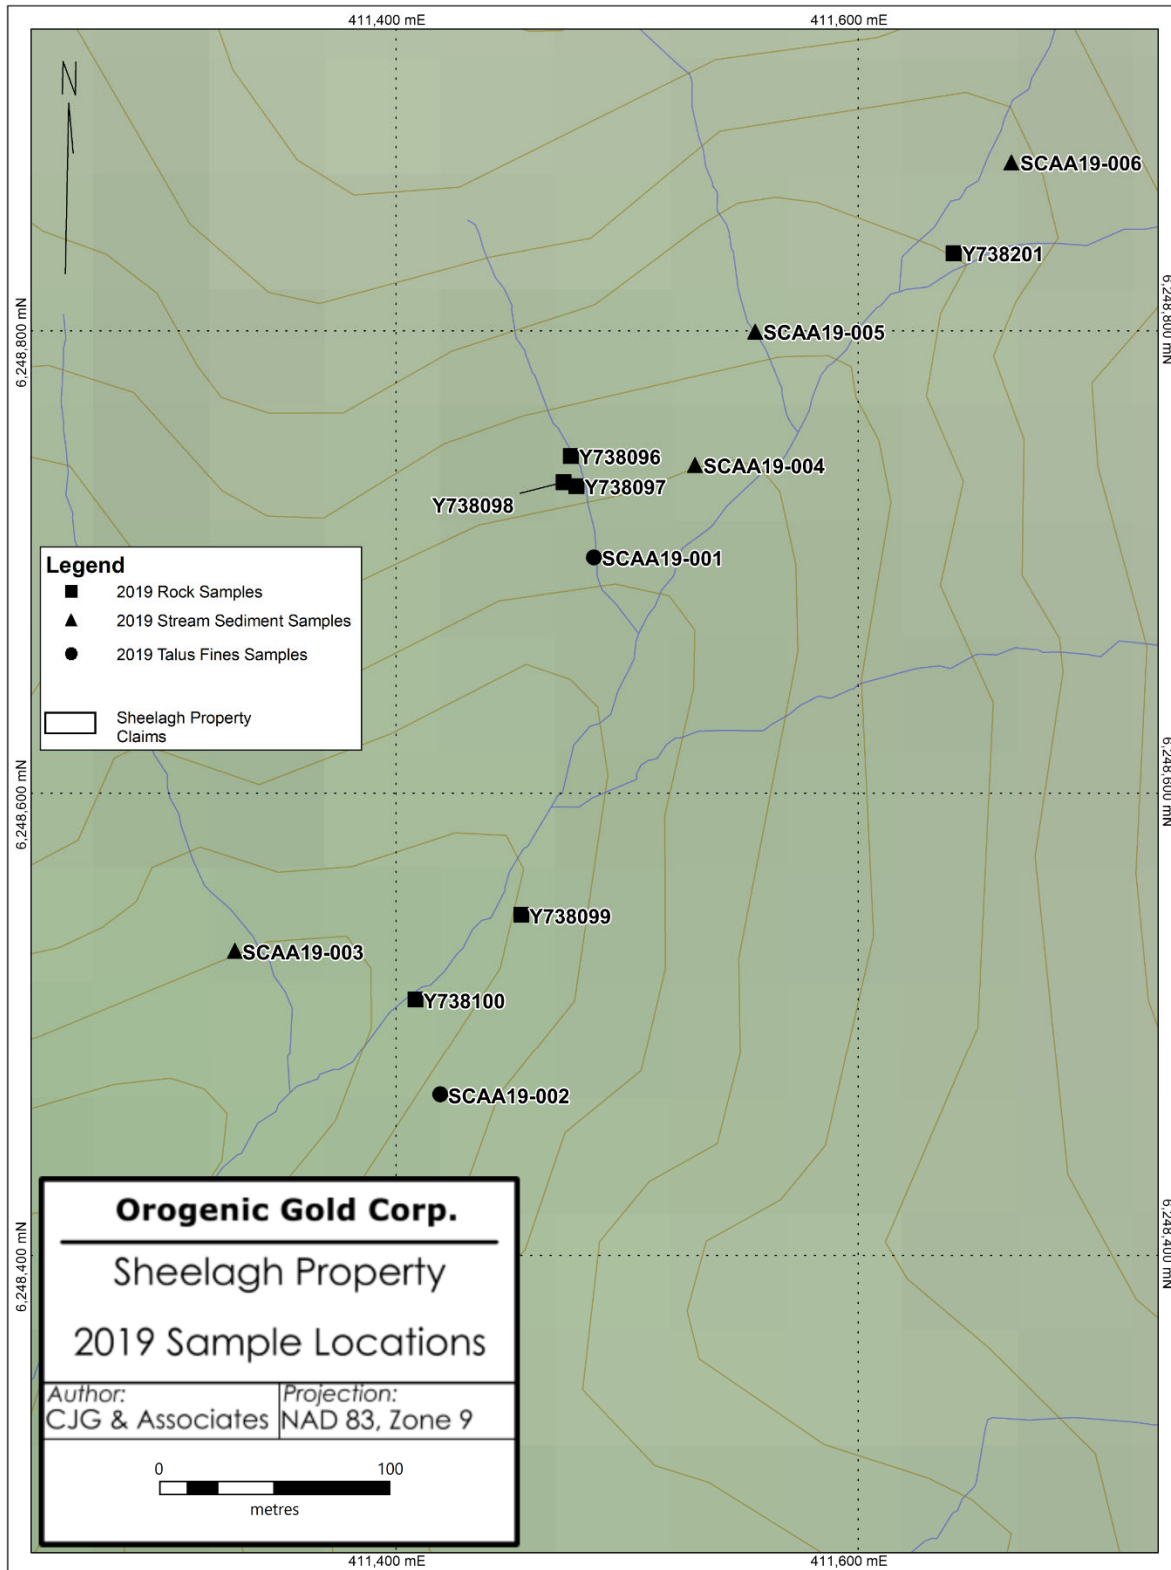 411,400 mE
411,600 mE
N
SCAA19-006
Y738201
6,248,800 mN
6,248,800 mN
SCAA19-005
Y738096
SCAA19-004
Y738097
Y738098
SCAA19-001
Legend
2019 Rock Samples
2019 Stream Sediment Samples
2019 Talus Fines Samples
Sheelagh Property
Claims
6,248,600 mN
6,248,600 mN
Y738099
SCAA19-003
Y738100
SCAA19-002
6,248,400 mN
6,248,400 mN
Orogenic Gold Corp.
Sheelagh Property
2019 Sample Locations
Author:
CJG & Associates
Projection:
NAD 83, Zone 9
0
100
metres
411,400 mE
411,600 mE